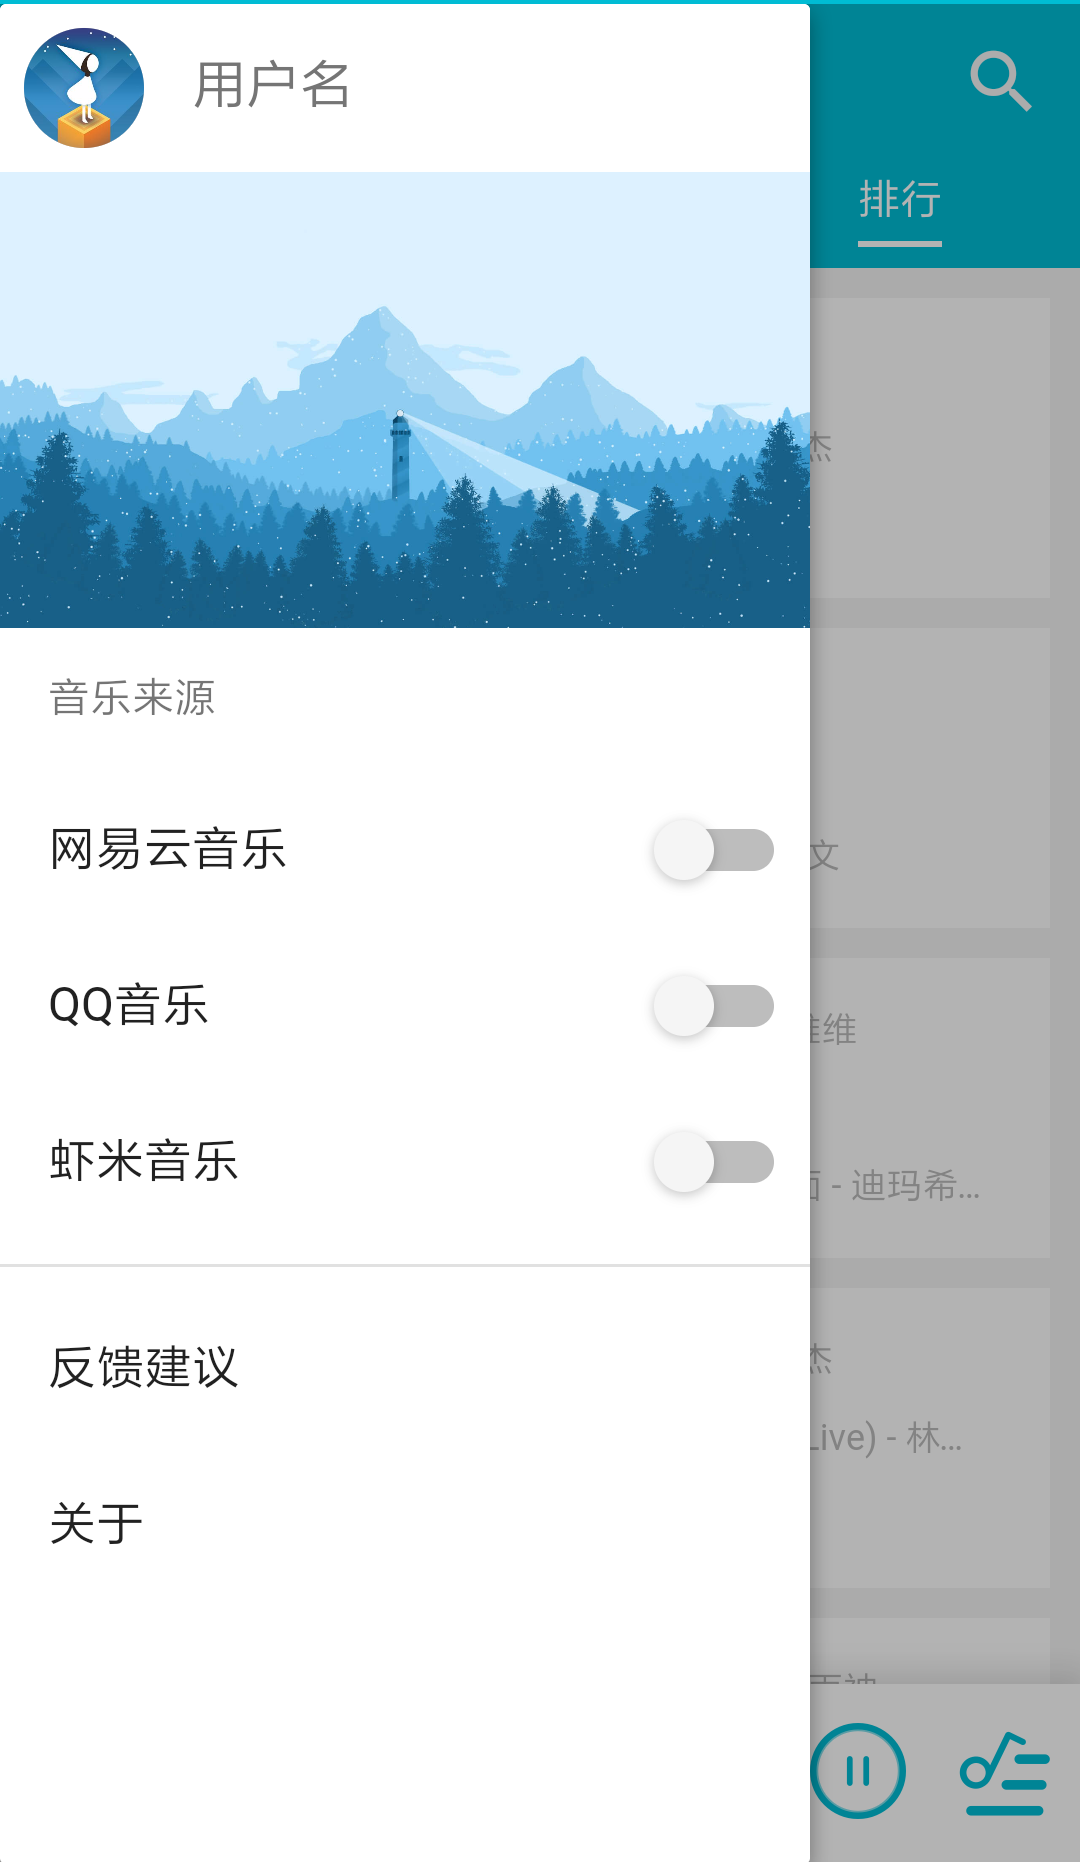 用户名
排行
杰
音乐来源
网易云音乐
文
QQ音乐
维
虾米音乐
- 迪玛希...
反馈建议
杰
Live) - 林...
关于